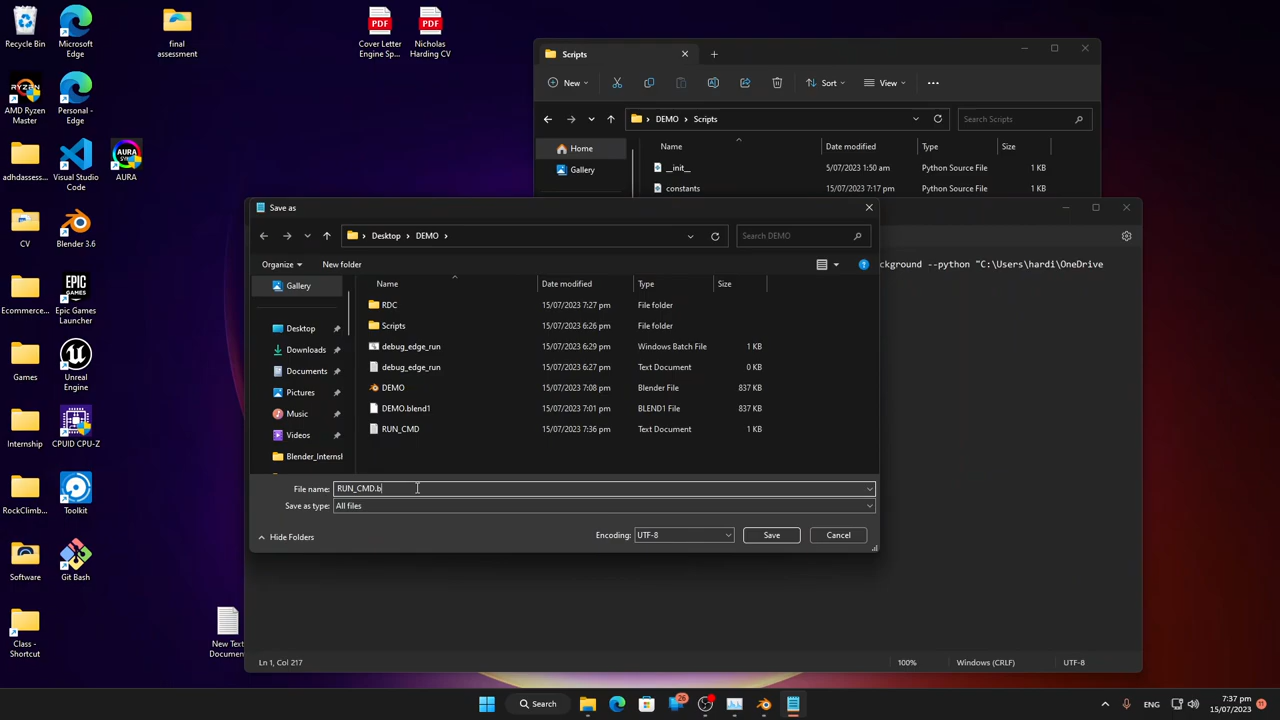 Recycle Bin
Microsoft
Edge
final
assessment
PDF
Cover Letter
Engine Sp...
PDF
Nicholas
Harding CV
RYZEN
AMD Ryzen
Master
Personal -
Edge
adhdassess...
Visual Studio
Code
AURA
AURA
CV
Blender 3.6
Ecommerce...
EPIC
GAMES
Epic Games
Launcher
Games
Unreal
Engine
Internship
CPUID CPU-Z
RockClimb...
Toolkit
Software
Git Bash
Class -
Shortcut
New Text
Documen
Scripts
New
Sort
View
DEMO
Scripts
Search Scripts
Name
Date modified
Type
Size
Home
__init__
5/07/2023 1:50 am
Python Source File
1 KB
Gallery
constants
15/07/2023 7:17 pm
Python Source File
1 KB
Save as
Desktop
DEMO
Search DEMO
ckground --python "C:\Users\hardi\OneDrive
Organize
New folder
Gallery
Name
Date modified
Type
Size
RDC
15/07/2023 7:27 pm
File folder
Desktop
Scripts
15/07/2023 6:26 pm
File folder
Downloads
debug_edge_run
15/07/2023 6:29 pm
Windows Batch File
1 KB
Documents
debug_edge_run
15/07/2023 6:27 pm
Text Document
0 KB
Pictures
DEMO
15/07/2023 7:08 pm
Blender File
837 KB
Music
DEMO.blend1
15/07/2023 7:01 pm
BLEND1 File
837 KB
Videos
RUN_CMD
15/07/2023 7:36 pm
Text Document
1 KB
Blender_Internsh
File name:
RUN_CMD.b
Save as type:
All files
Hide Folders
Encoding:
UTF-8
Save
Cancel
Ln 1, Col 217
100%
Windows (CRLF)
UTF-8
Search
26
ENG
7:37 pm
15/07/2023